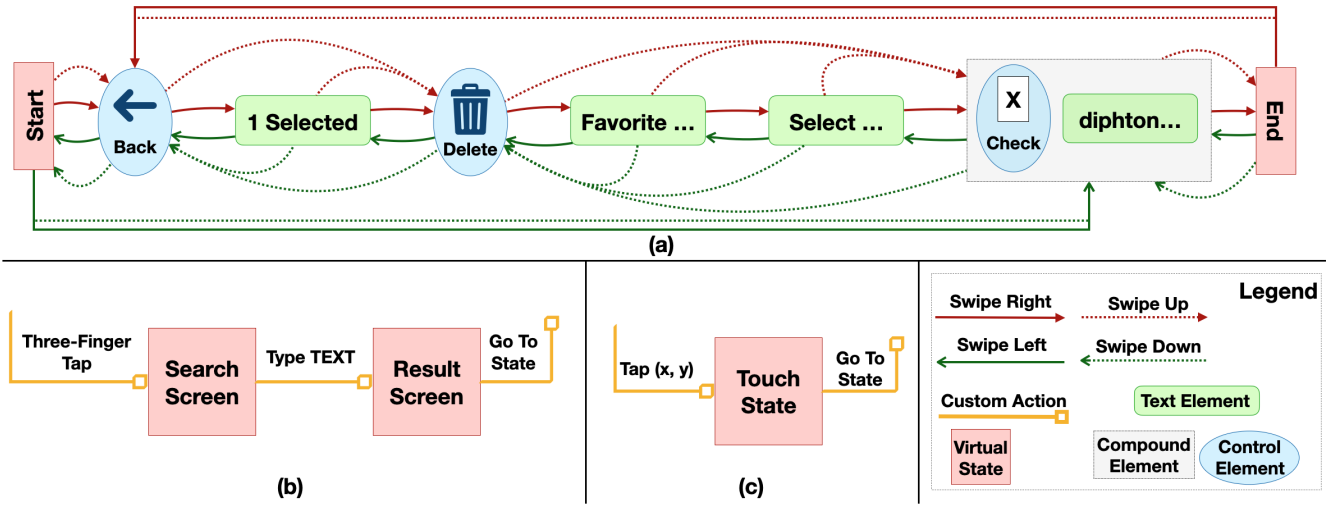 Start
Back
1 Selected
Delete
Favorite ...
Select ...
X
Check
diphton...
End
(a)
Three-Finger
Tap
Search
Screen
Type TEXT
Result
Screen
Go To
State
(b)
Tap (x, y)
Touch
State
Go To
State
(c)
Legend
Swipe Right
Swipe Up
Swipe Left
Swipe Down
Custom Action
Text Element
Virtual
State
Compound
Element
Control
Element